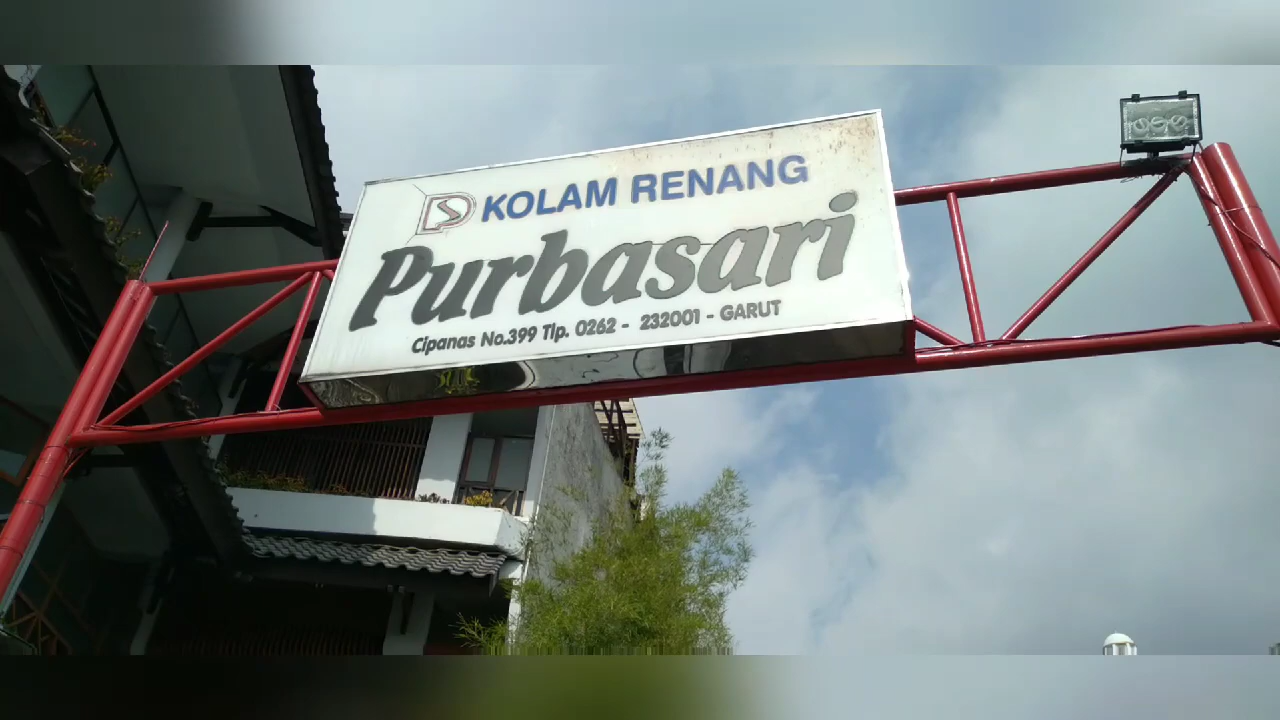 KOLAM RENANG
Purbasari
Cipanas No.399 Tlp. 0262 - 232001 - GARUT